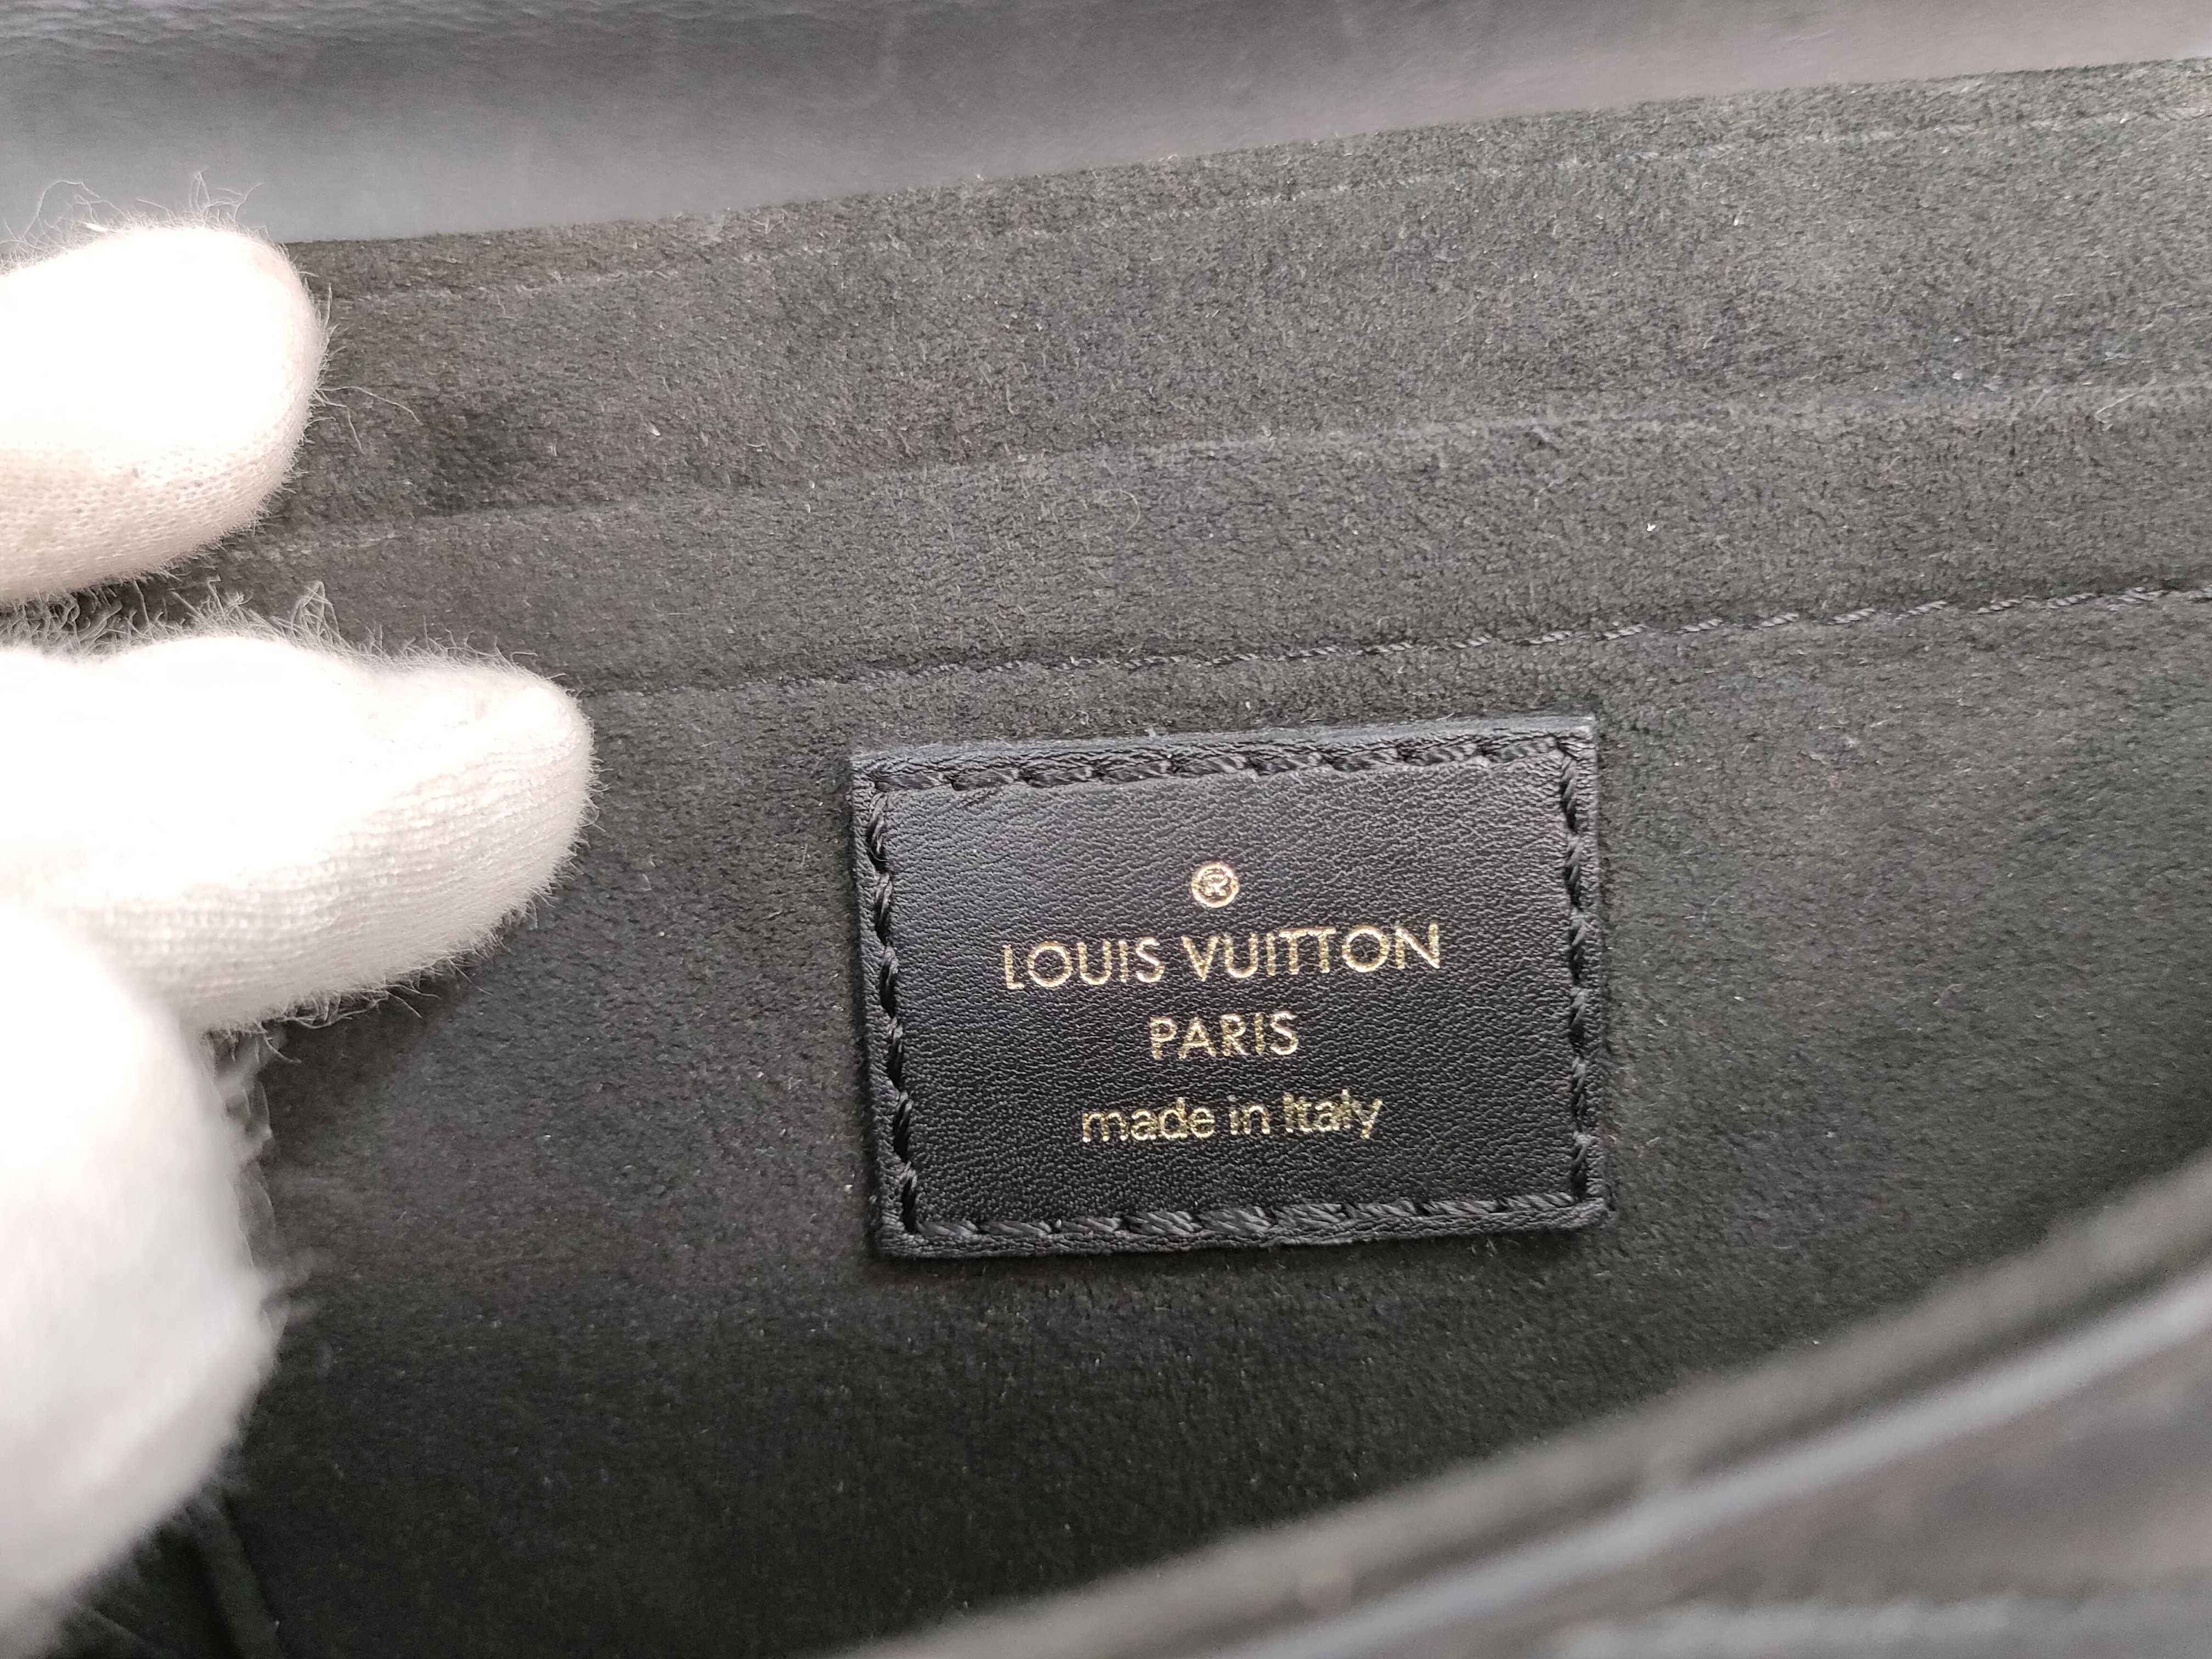 ®
LOUIS VUITTON
PARIS
made in Italy